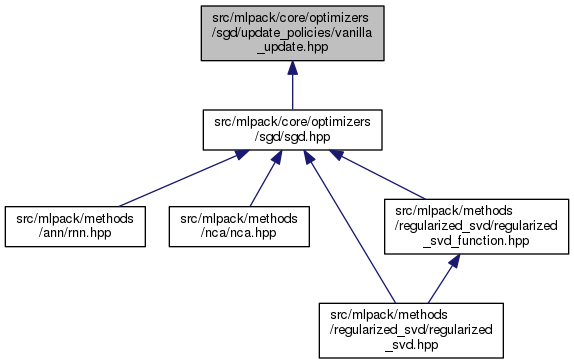 src/mlpack/core/optimizers
/sgd/update_policies/vanilla
_update.hpp
src/mlpack/core/optimizers
/sgd/sgd.hpp
src/mlpack/methods
/ann/rnn.hpp
src/mlpack/methods
/nca/nca.hpp
src/mlpack/methods
/regularized_svd/regularized
_svd_function.hpp
src/mlpack/methods
/regularized_svd/regularized
_svd.hpp